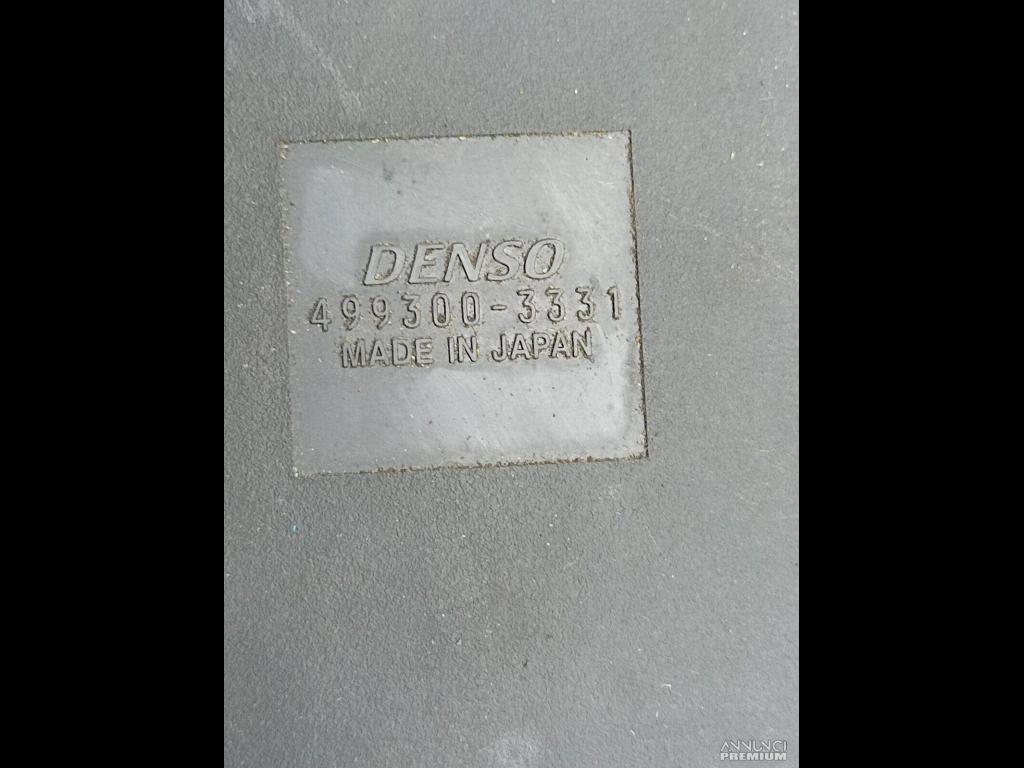 DENSO
499300-3331
MADE IN JAPAN
ANNUNCI
PREMIUM